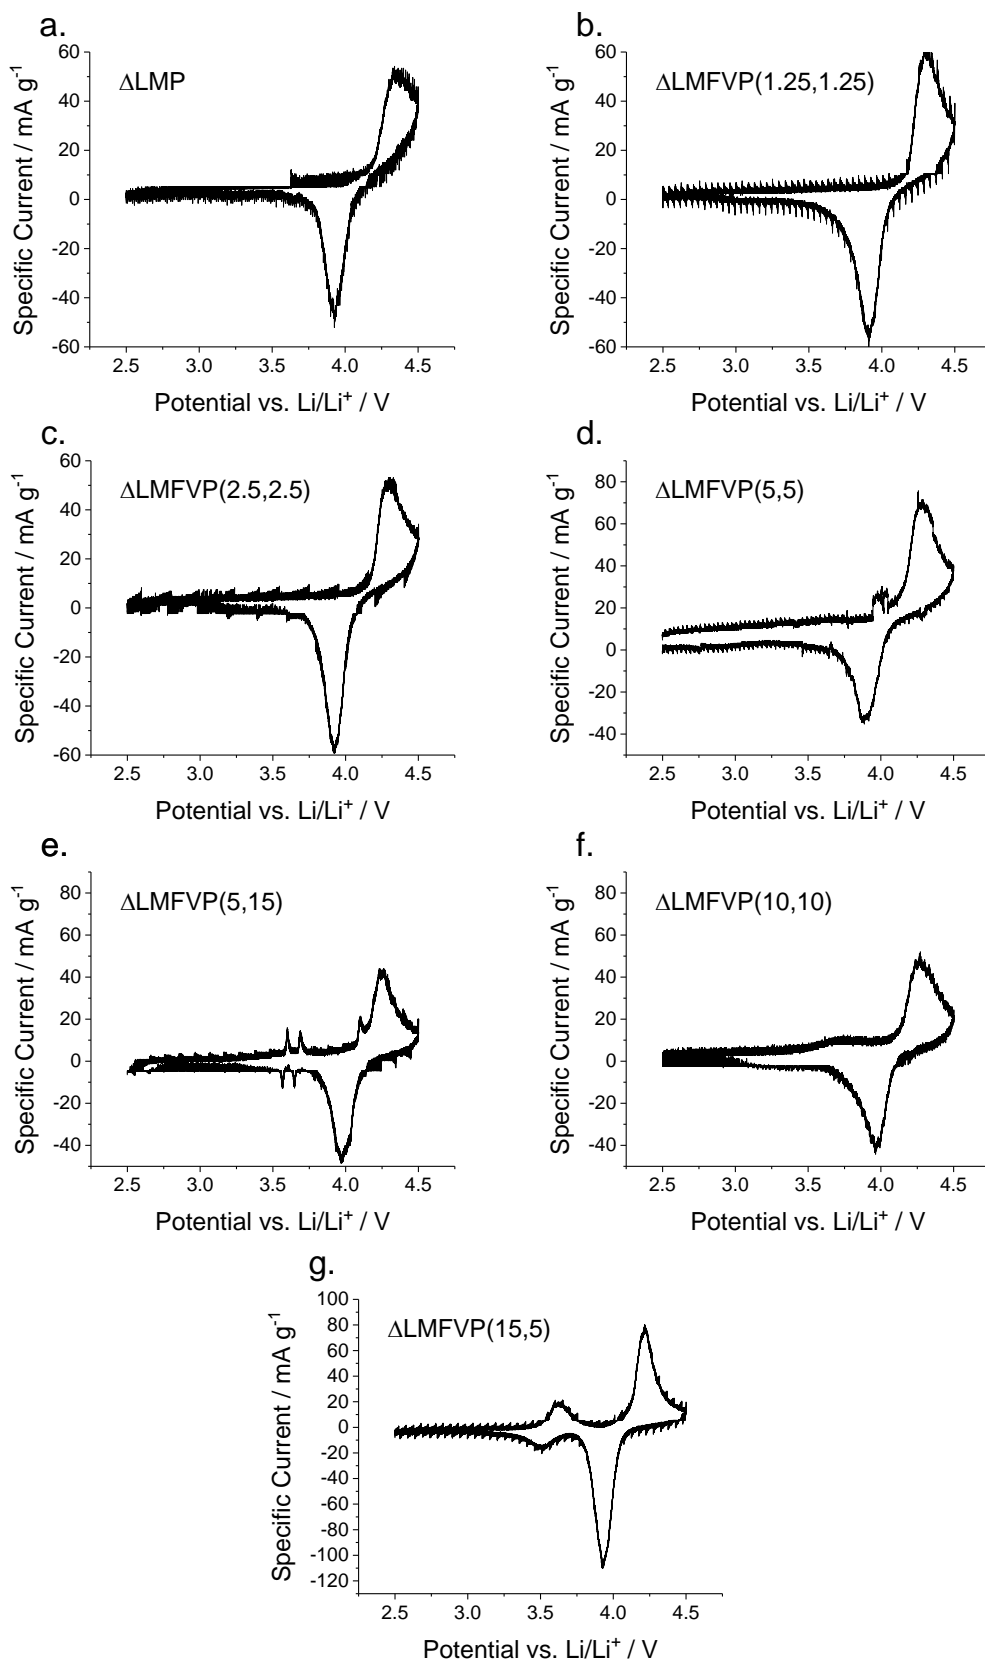 a.
ΔLMP
60
40
20
0
-20
-40
-60
2.5 3.0 3.5 4.0 4.5
Specific Current / mA g⁻¹
Potential vs. Li/Li⁺ / V
b.
ΔLMFVP(1.25,1.25)
60
40
20
0
-20
-40
-60
2.5 3.0 3.5 4.0 4.5
Specific Current / mA g⁻¹
Potential vs. Li/Li⁺ / V
c.
ΔLMFVP(2.5,2.5)
60
40
20
0
-20
-40
-60
2.5 3.0 3.5 4.0 4.5
Specific Current / mA g⁻¹
Potential vs. Li/Li⁺ / V
d.
ΔLMFVP(5,5)
80
60
40
20
0
-20
-40
2.5 3.0 3.5 4.0 4.5
Specific Current / mA g⁻¹
Potential vs. Li/Li⁺ / V
e.
ΔLMFVP(5,15)
80
60
40
20
0
-20
-40
2.5 3.0 3.5 4.0 4.5
Specific Current / mA g⁻¹
Potential vs. Li/Li⁺ / V
f.
ΔLMFVP(10,10)
80
60
40
20
0
-20
-40
2.5 3.0 3.5 4.0 4.5
Specific Current / mA g⁻¹
Potential vs. Li/Li⁺ / V
g.
ΔLMFVP(15,5)
100
80
60
40
20
0
-20
-40
-60
-80
-100
-120
2.5 3.0 3.5 4.0 4.5
Specific Current / mA g⁻¹
Potential vs. Li/Li⁺ / V